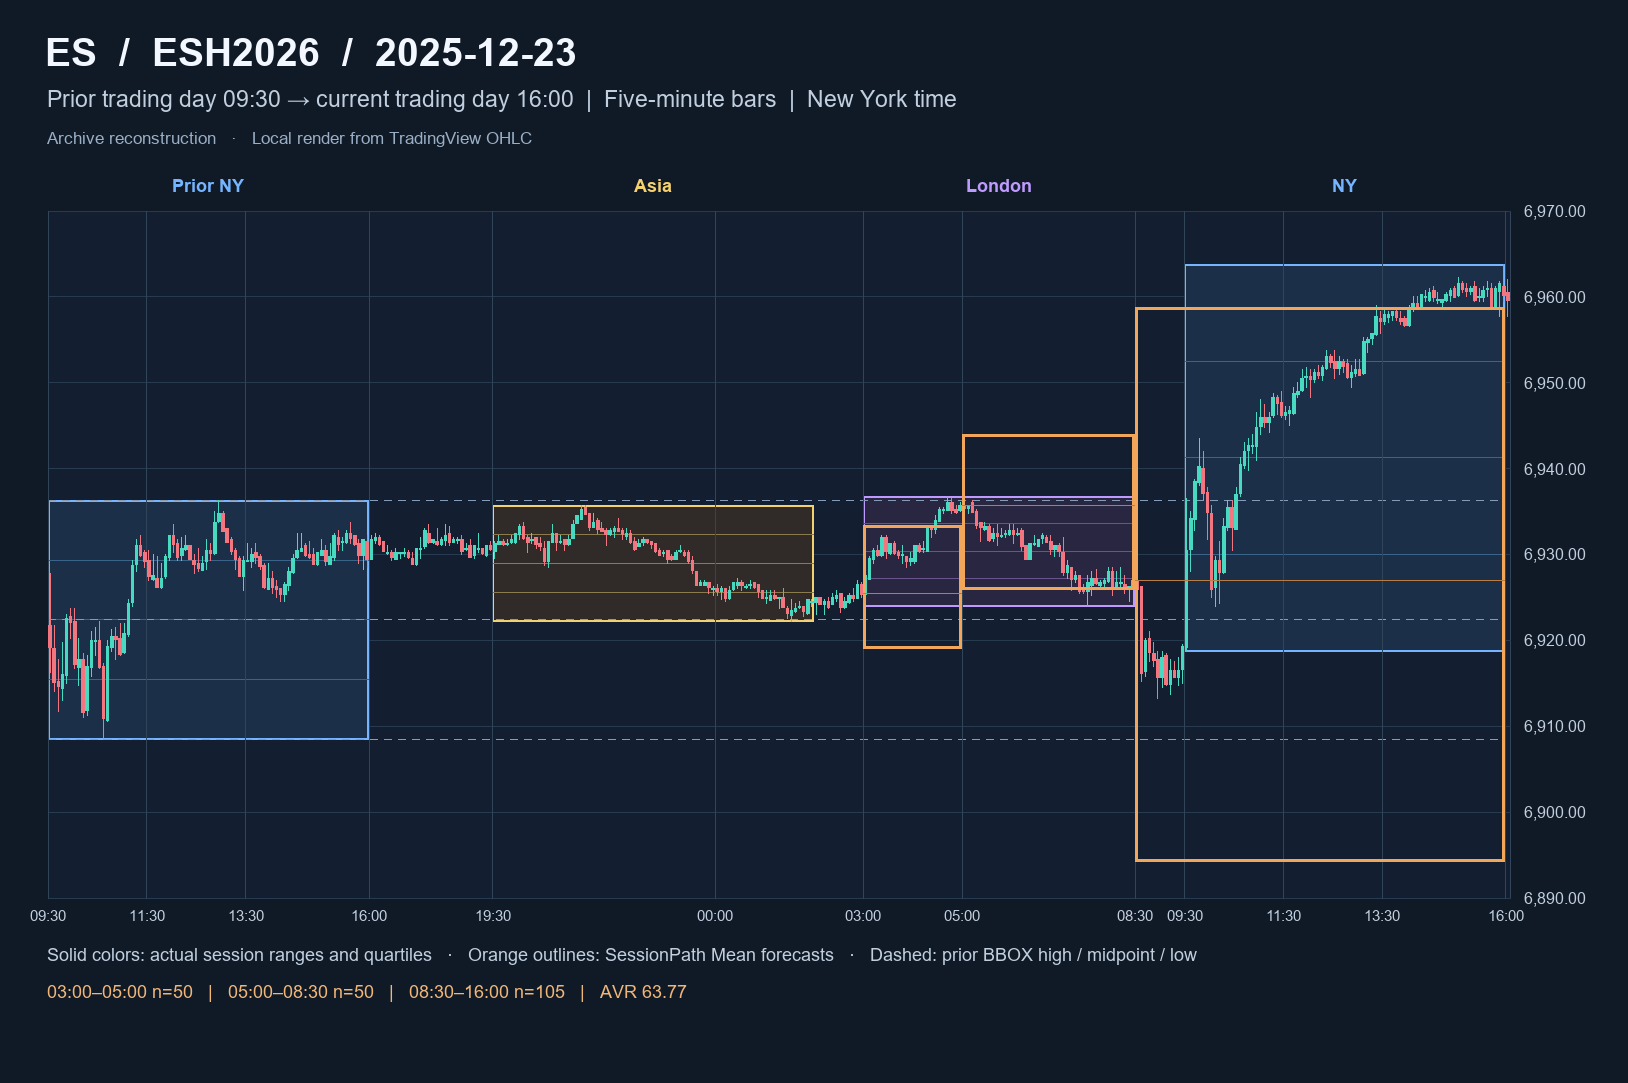 ES / ESH2026 / 2025-12-23
Prior trading day 09:30 → current trading day 16:00 | Five-minute bars | New York time
Archive reconstruction · Local render from TradingView OHLC
Prior NY Asia London NY
6,970.00
6,960.00
6,950.00
6,940.00
6,930.00
6,920.00
6,910.00
6,900.00
6,890.00
09:30 11:30 13:30 16:00 19:30 00:00 03:00 05:00 08:30 09:30 11:30 13:30 16:00
Solid colors: actual session ranges and quartiles · Orange outlines: SessionPath Mean forecasts · Dashed: prior BBOX high / midpoint / low
03:00–05:00 n=50 | 05:00–08:30 n=50 | 08:30–16:00 n=105 | AVR 63.77